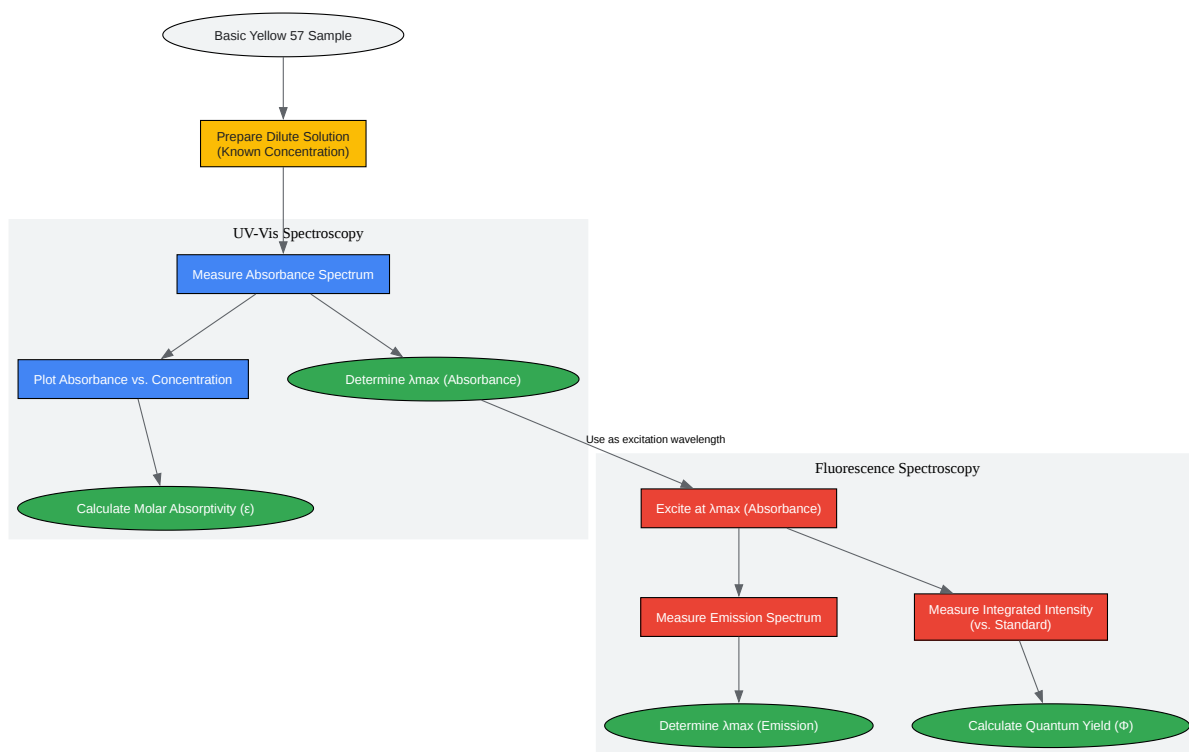 Basic Yellow 57 Sample
Prepare Dilute Solution
(Known Concentration)
UV-Vis Spectroscopy
Measure Absorbance Spectrum
Plot Absorbance vs. Concentration
Determine λmax (Absorbance)
Use as excitation wavelength
Calculate Molar Absorptivity (ε)
Fluorescence Spectroscopy
Excite at λmax (Absorbance)
Measure Emission Spectrum
Measure Integrated Intensity
(vs. Standard)
Determine λmax (Emission)
Calculate Quantum Yield (Φ)